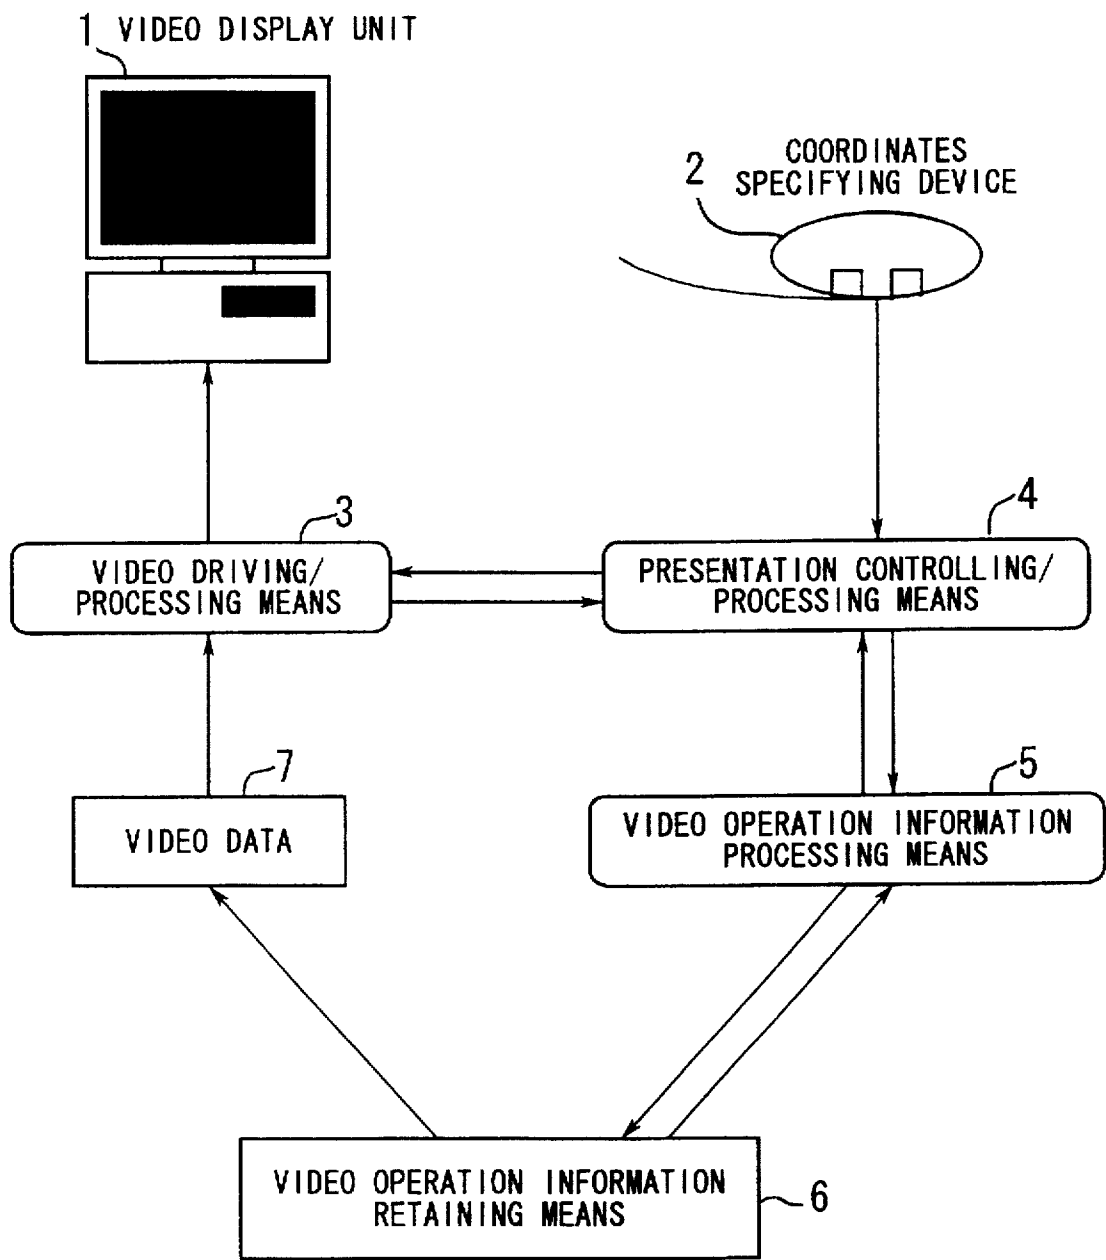 1 VIDEO DISPLAY UNIT
2
COORDINATES
SPECIFYING DEVICE
3
VIDEO DRIVING/
PROCESSING MEANS
4
PRESENTATION CONTROLLING/
PROCESSING MEANS
7
VIDEO DATA
5
VIDEO OPERATION INFORMATION
PROCESSING MEANS
VIDEO OPERATION INFORMATION
RETAINING MEANS
6